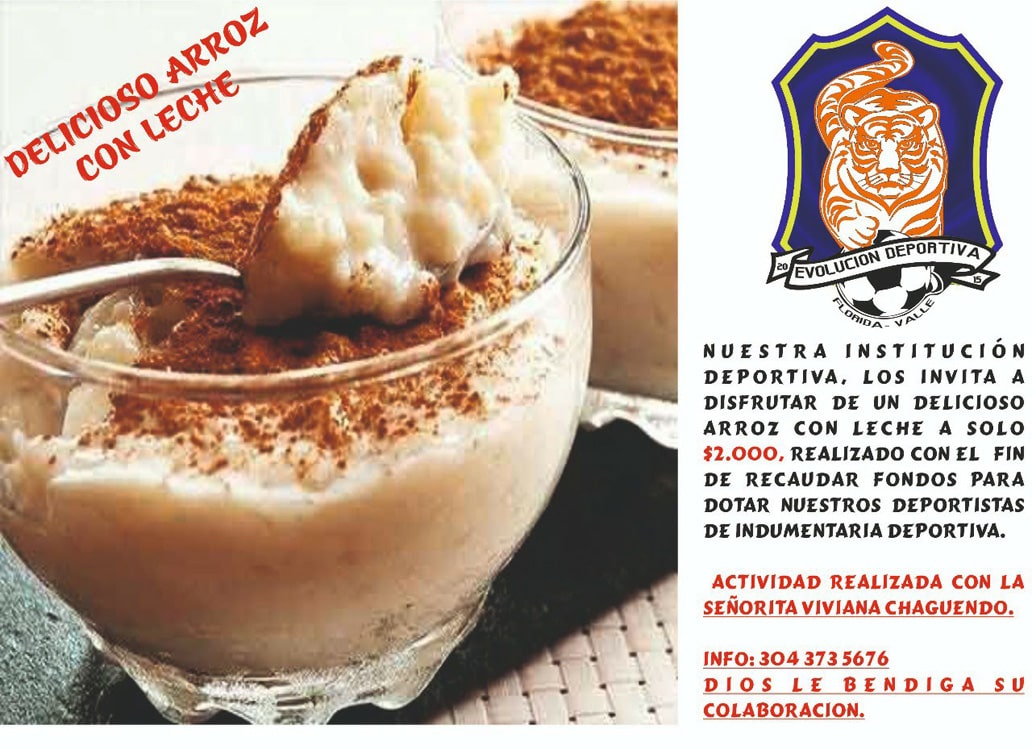 DELICIOSO ARROZ
CON LECHE
20 EVOLUCION DEPORTIVA 15
FLORIDA - VALLE
NUESTRA INSTITUCIÓN
DEPORTIVA, LOS INVITA A
DISFRUTAR DE UN DELICIOSO
ARROZ CON LECHE A SOLO
$2.000, REALIZADO CON EL FIN
DE RECAUDAR FONDOS PARA
DOTAR NUESTROS DEPORTISTAS
DE INDUMENTARIA DEPORTIVA.
ACTIVIDAD REALIZADA CON LA
SEÑORITA VIVIANA CHAGUENDO.
INFO: 304 373 5676
DIOS LE BENDIGA SU
COLABORACION.